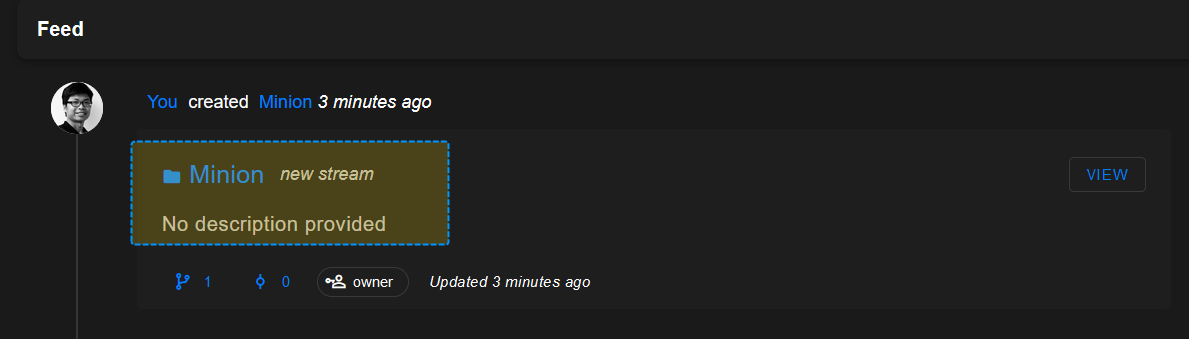 Feed
You created Minion 3 minutes ago
Minion new stream
VIEW
No description provided
1 0 owner Updated 3 minutes ago